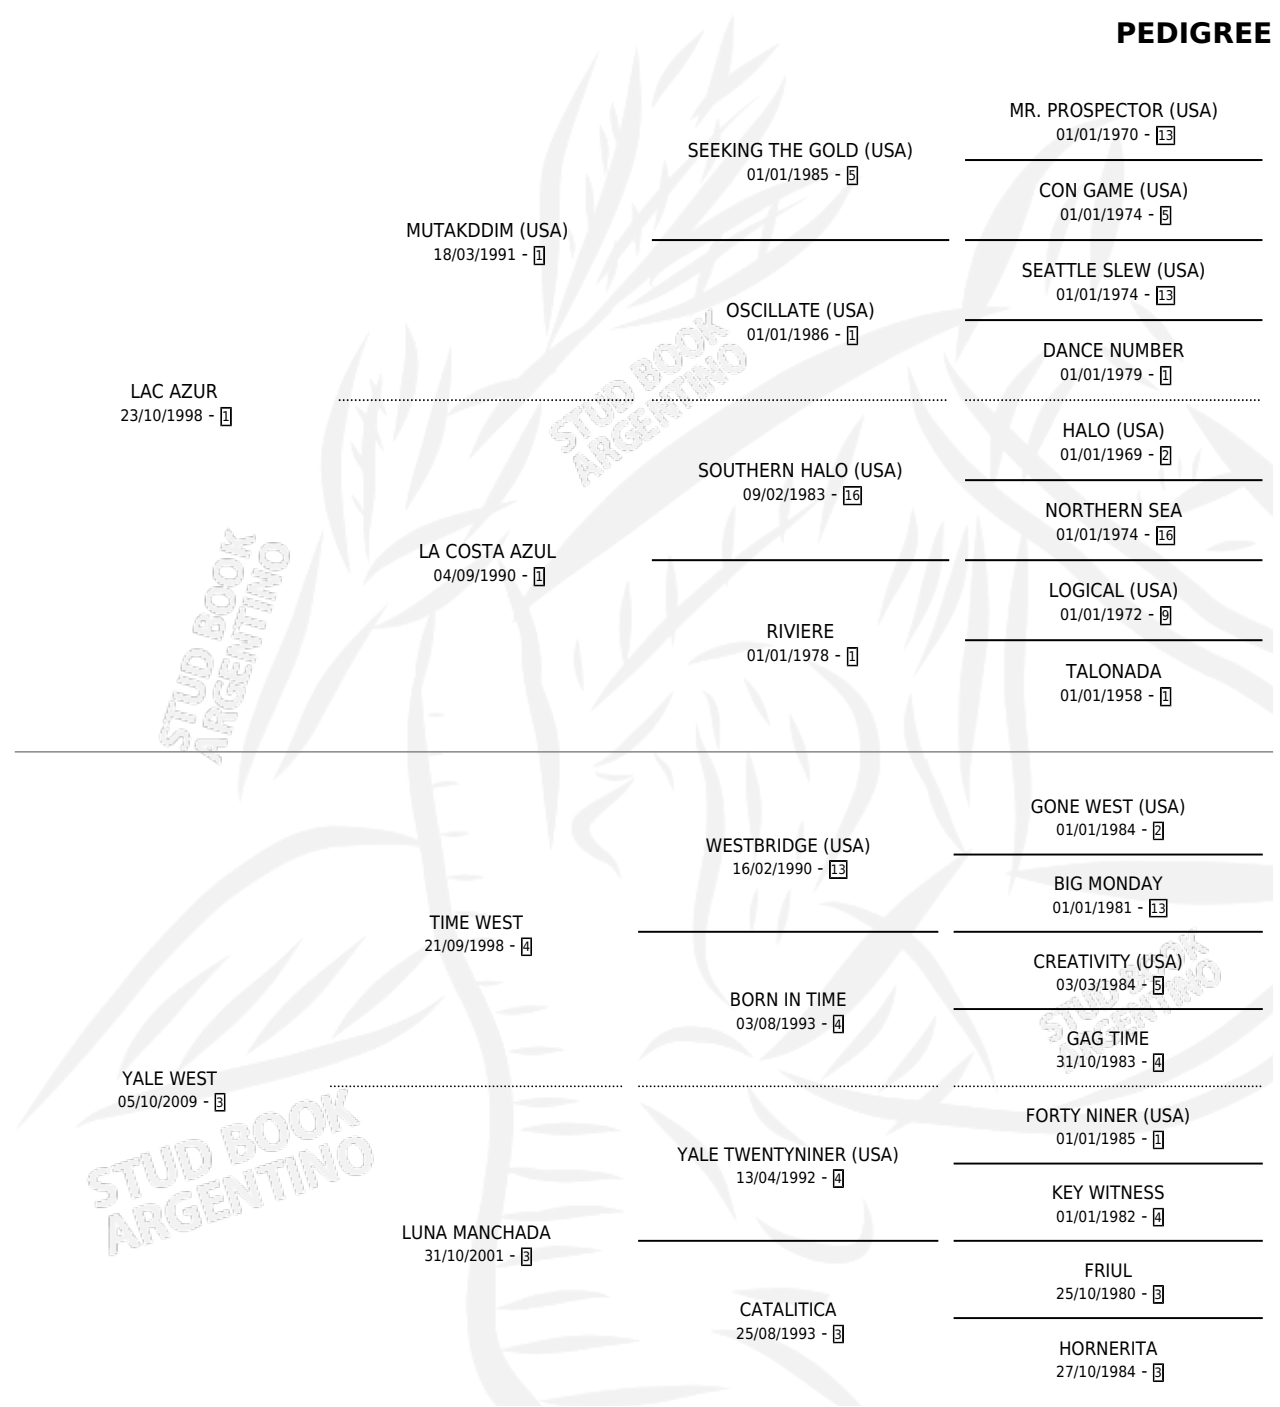 PEDIGREE
MR. PROSPECTOR (USA)
01/01/1970 - 13
SEEKING THE GOLD (USA)
01/01/1985 - 5
CON GAME (USA)
01/01/1974 - 5
MUTAKDDIM (USA)
18/03/1991 - 1
SEATTLE SLEW (USA)
01/01/1974 - 13
OSCILLATE (USA)
01/01/1986 - 1
DANCE NUMBER
01/01/1979 - 1
LAC AZUR
23/10/1998 - 1
HALO (USA)
01/01/1969 - 2
SOUTHERN HALO (USA)
09/02/1983 - 16
NORTHERN SEA
01/01/1974 - 16
LA COSTA AZUL
04/09/1990 - 1
LOGICAL (USA)
01/01/1972 - 9
RIVIERE
01/01/1978 - 1
TALONADA
01/01/1958 - 1
GONE WEST (USA)
01/01/1984 - 2
WESTBRIDGE (USA)
16/02/1990 - 13
BIG MONDAY
01/01/1981 - 13
TIME WEST
21/09/1998 - 4
CREATIVITY (USA)
03/03/1984 - 5
BORN IN TIME
03/08/1993 - 4
GAG TIME
31/10/1983 - 4
YALE WEST
05/10/2009 - 3
FORTY NINER (USA)
01/01/1985 - 1
YALE TWENTYNINER (USA)
13/04/1992 - 4
KEY WITNESS
01/01/1982 - 4
LUNA MANCHADA
31/10/2001 - 3
FRIUL
25/10/1980 - 3
CATALITICA
25/08/1993 - 3
HORNERITA
27/10/1984 - 3
STUD BOOK
ARGENTINO
STUD BOOK
ARGENTINO
STUD BOOK
ARGENTINO
STUD BOOK
ARGENTINO